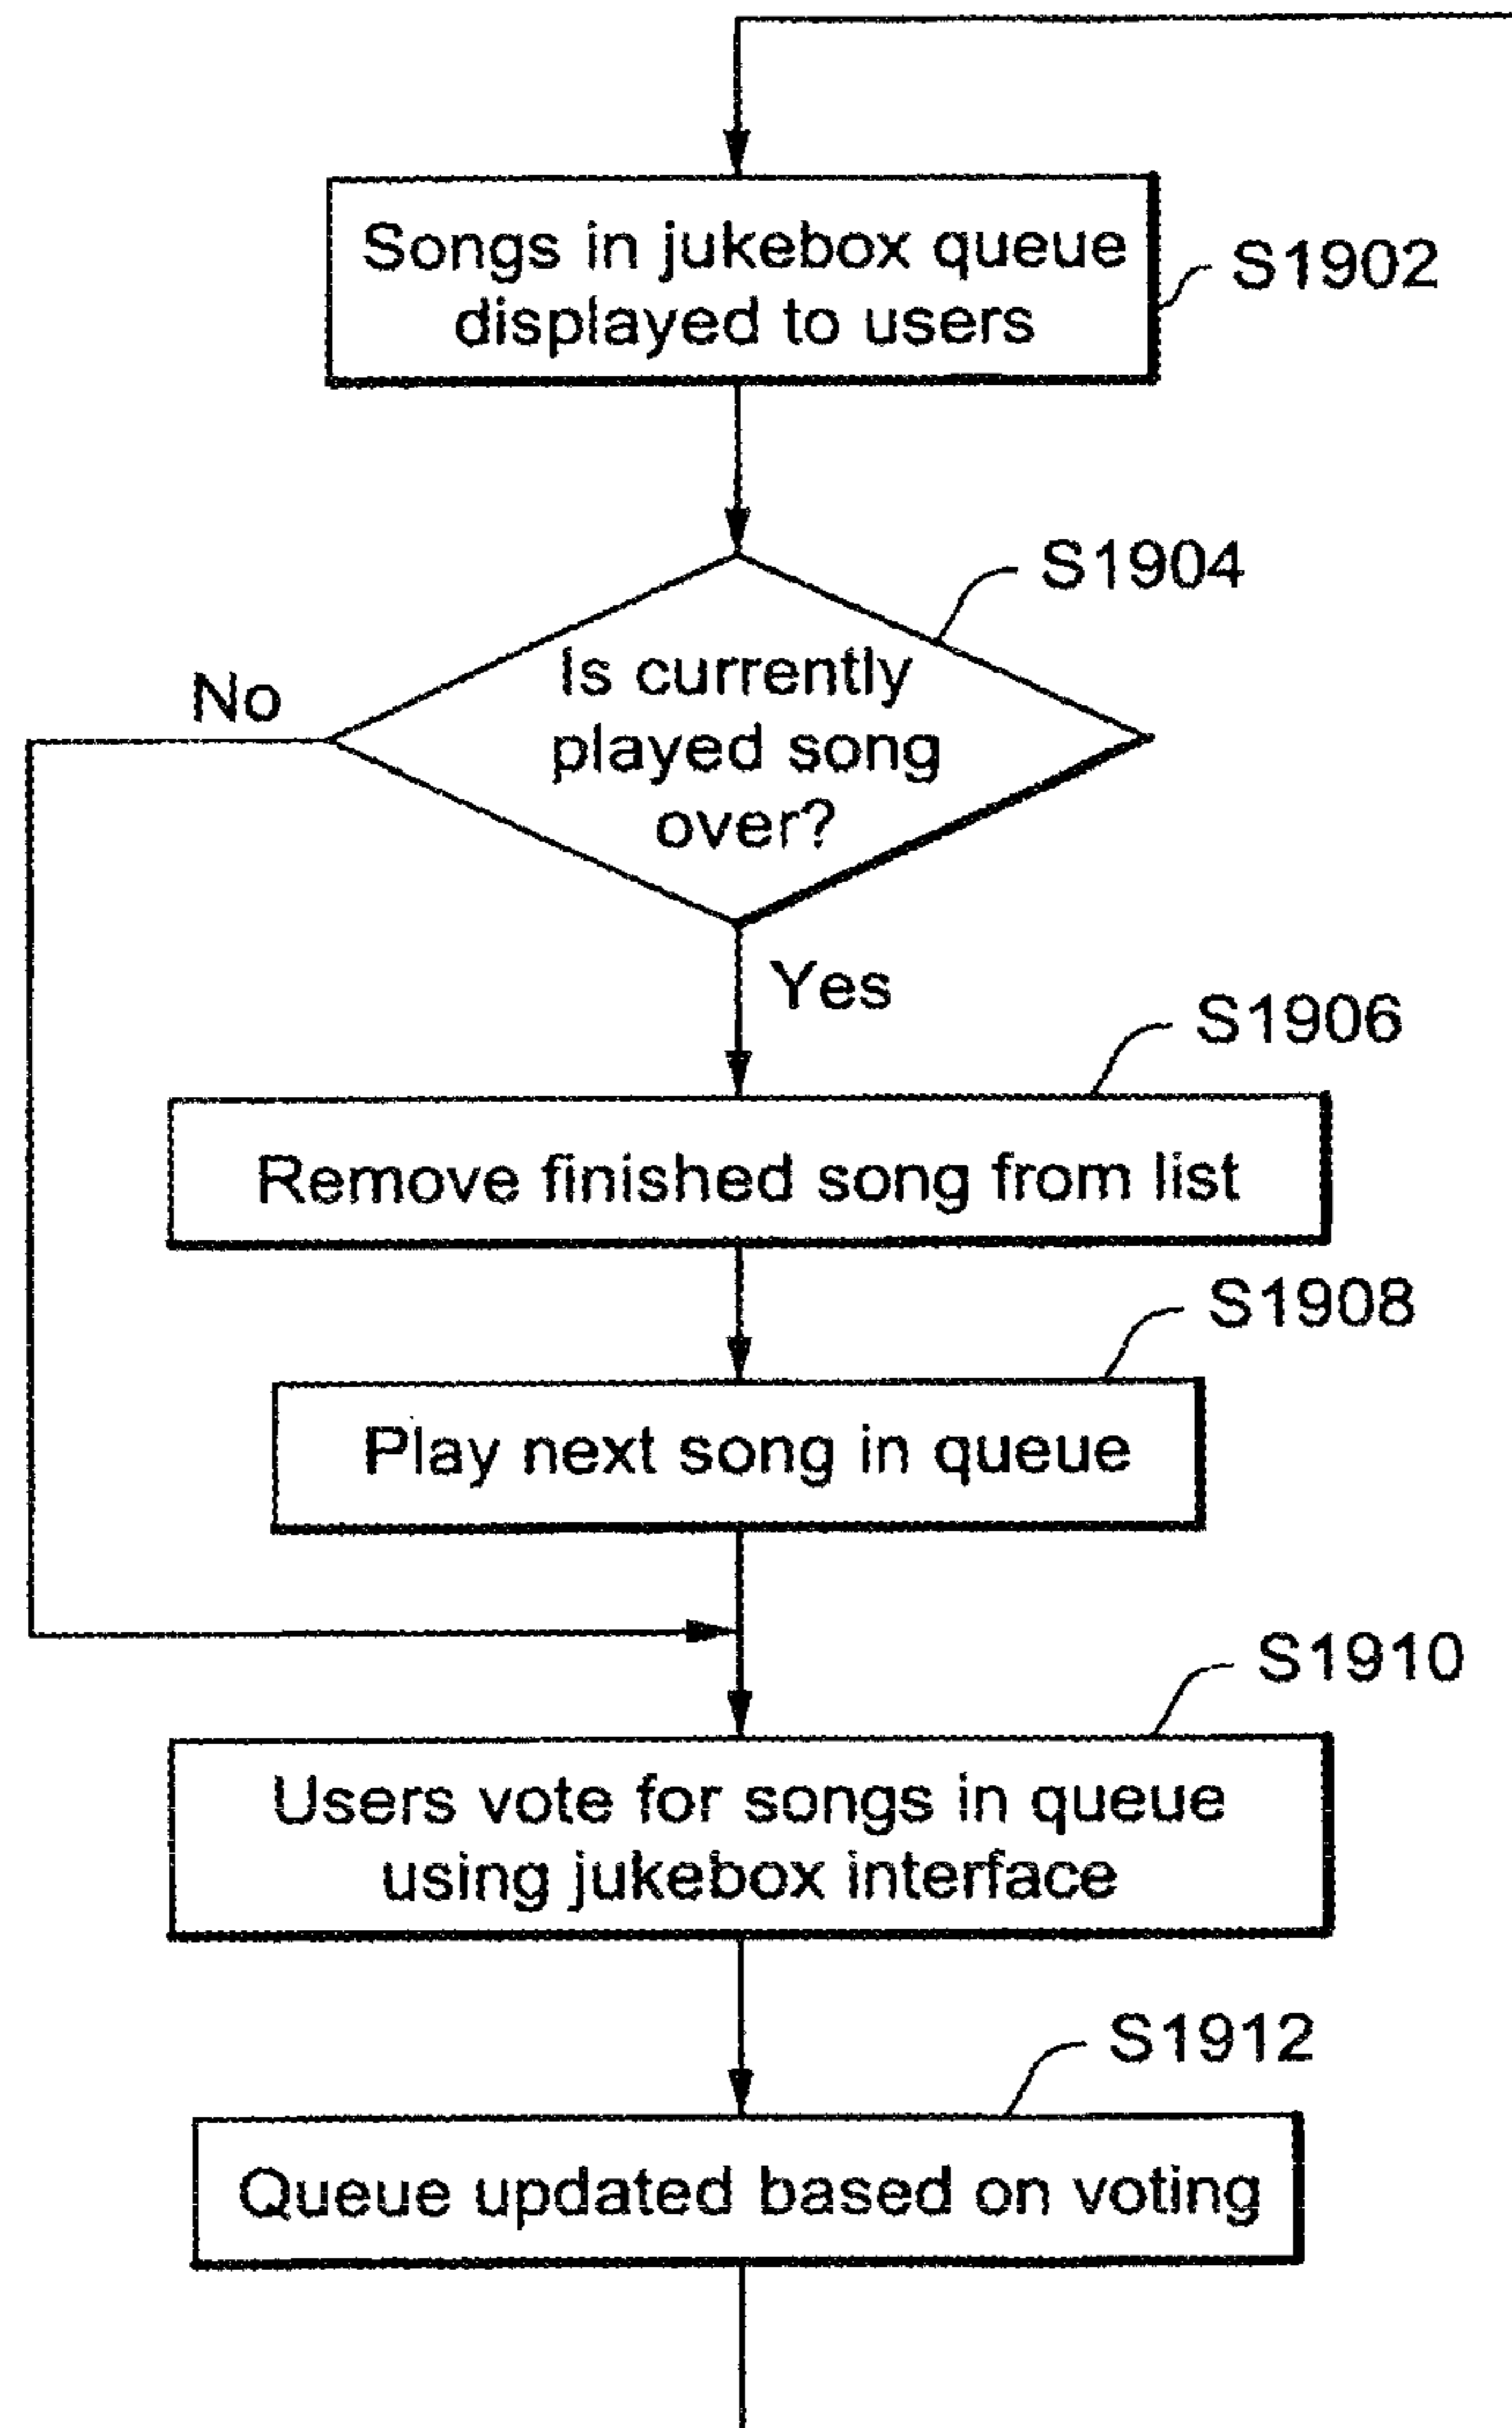 Songs in jukebox queue
displayed to users
S1902
S1904
Is currently
played song
over?
No
Yes
S1906
Remove finished song from list
S1908
Play next song in queue
S1910
Users vote for songs in queue
using jukebox interface
S1912
Queue updated based on voting